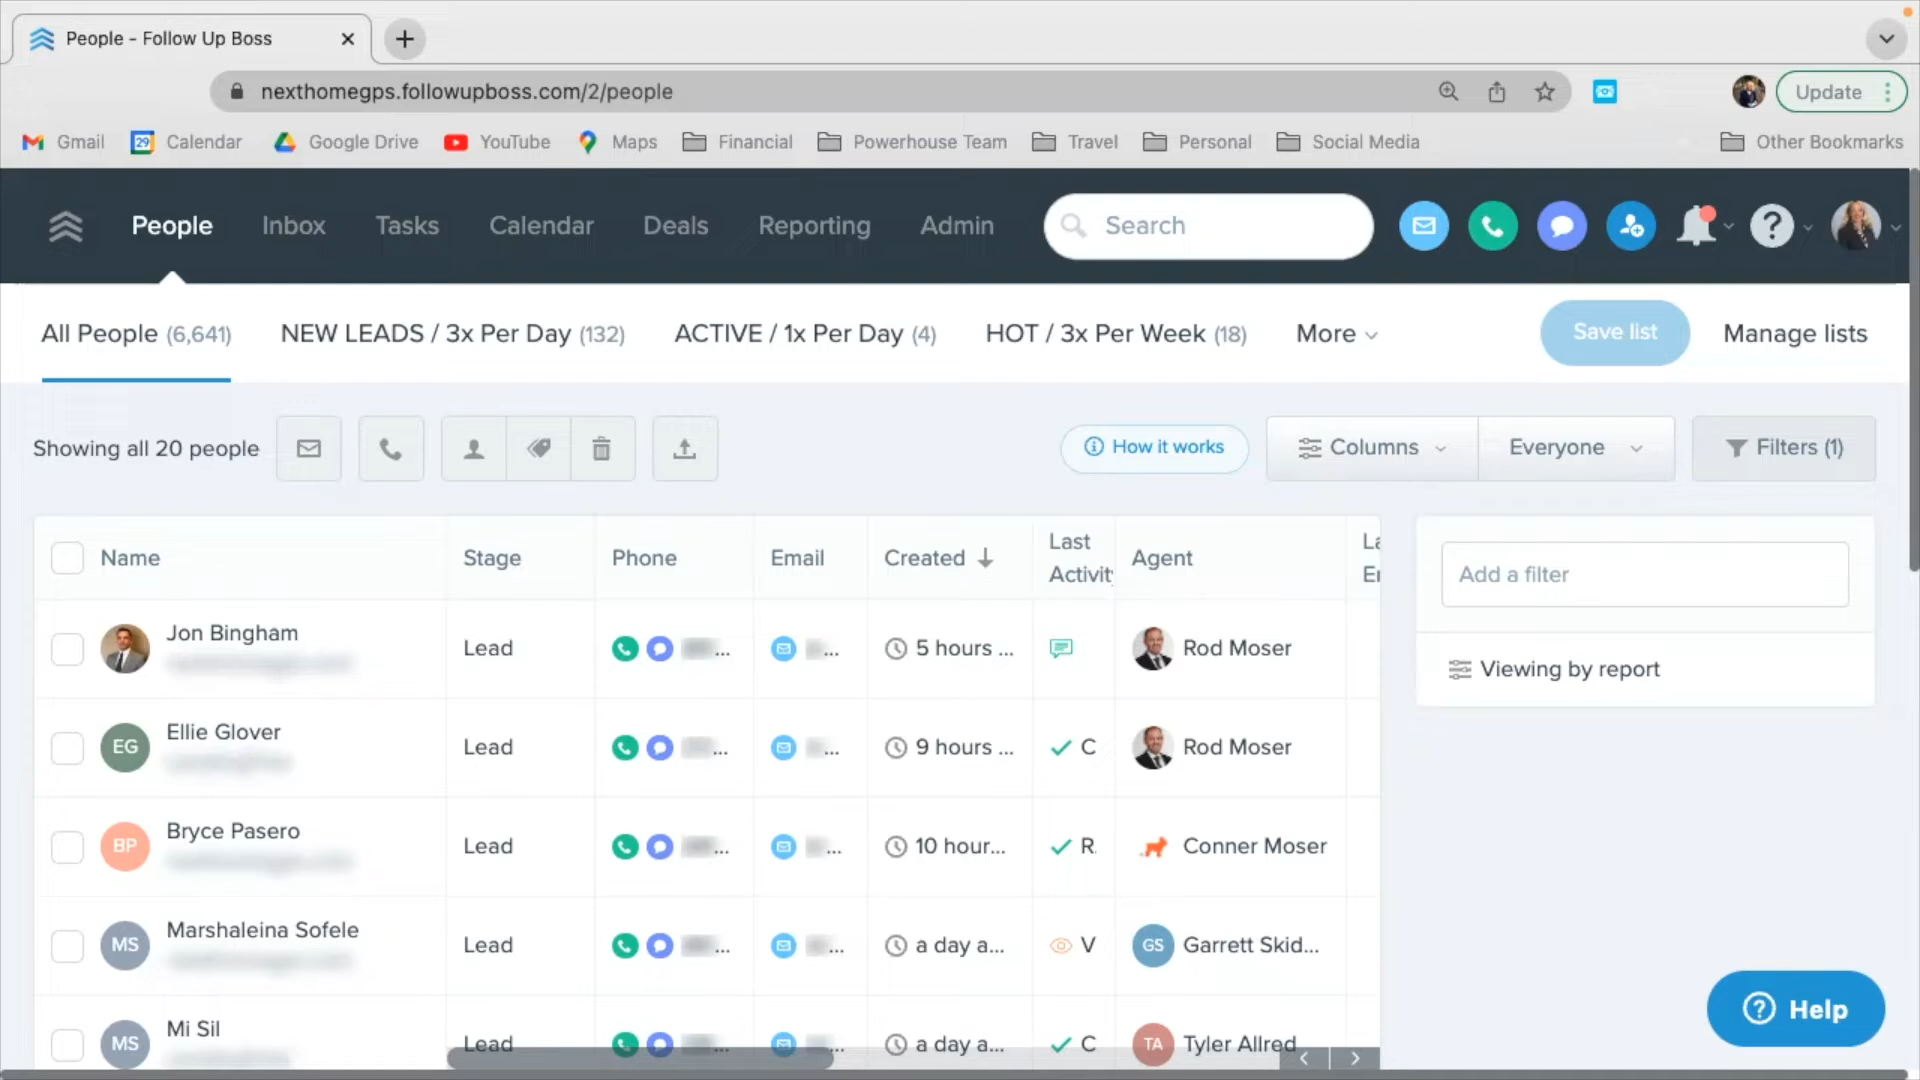 People - Follow Up Boss
nexthomegps.followupboss.com/2/people
Update
Gmail
29 Calendar
Google Drive
YouTube
Maps
Financial
Powerhouse Team
Travel
Personal
Social Media
Other Bookmarks
People Inbox Tasks Calendar Deals Reporting Admin Search
All People (6,641) NEW LEADS / 3x Per Day (132) ACTIVE / 1x Per Day (4) HOT / 3x Per Week (18) More Save list Manage lists
Showing all 20 people
How it works
Columns Everyone Filters (1)
Name Stage Phone Email Created Last Activity Agent
Add a filter
Viewing by report
Jon Bingham
Lead ... ... 5 hours ... Rod Moser
EG Ellie Glover
Lead ... ... 9 hours ... C Rod Moser
BP Bryce Pasero
Lead ... ... 10 hour... R. Conner Moser
MS Marshaleina Sofele
Lead ... ... a day a... V GS Garrett Skid...
MS Mi Sil
Lead ... ... a day a... C TA Tyler Allred
Help